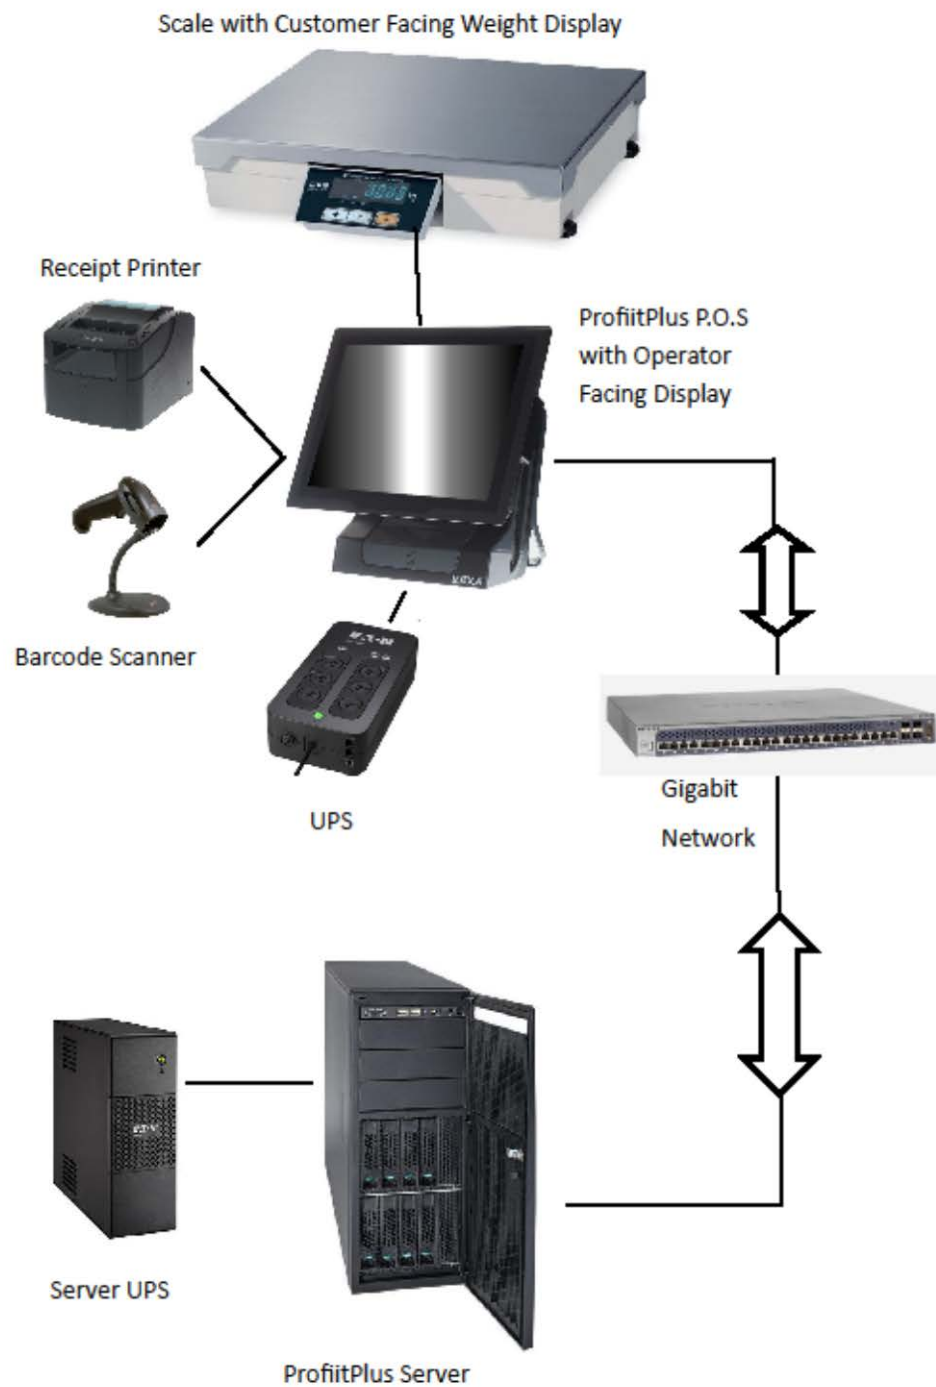 Scale with Customer Facing Weight Display
Receipt Printer
ProfiitPlus P.O.S
with Operator
Facing Display
Barcode Scanner
UPS
Gigabit
Network
Server UPS
ProfiitPlus Server